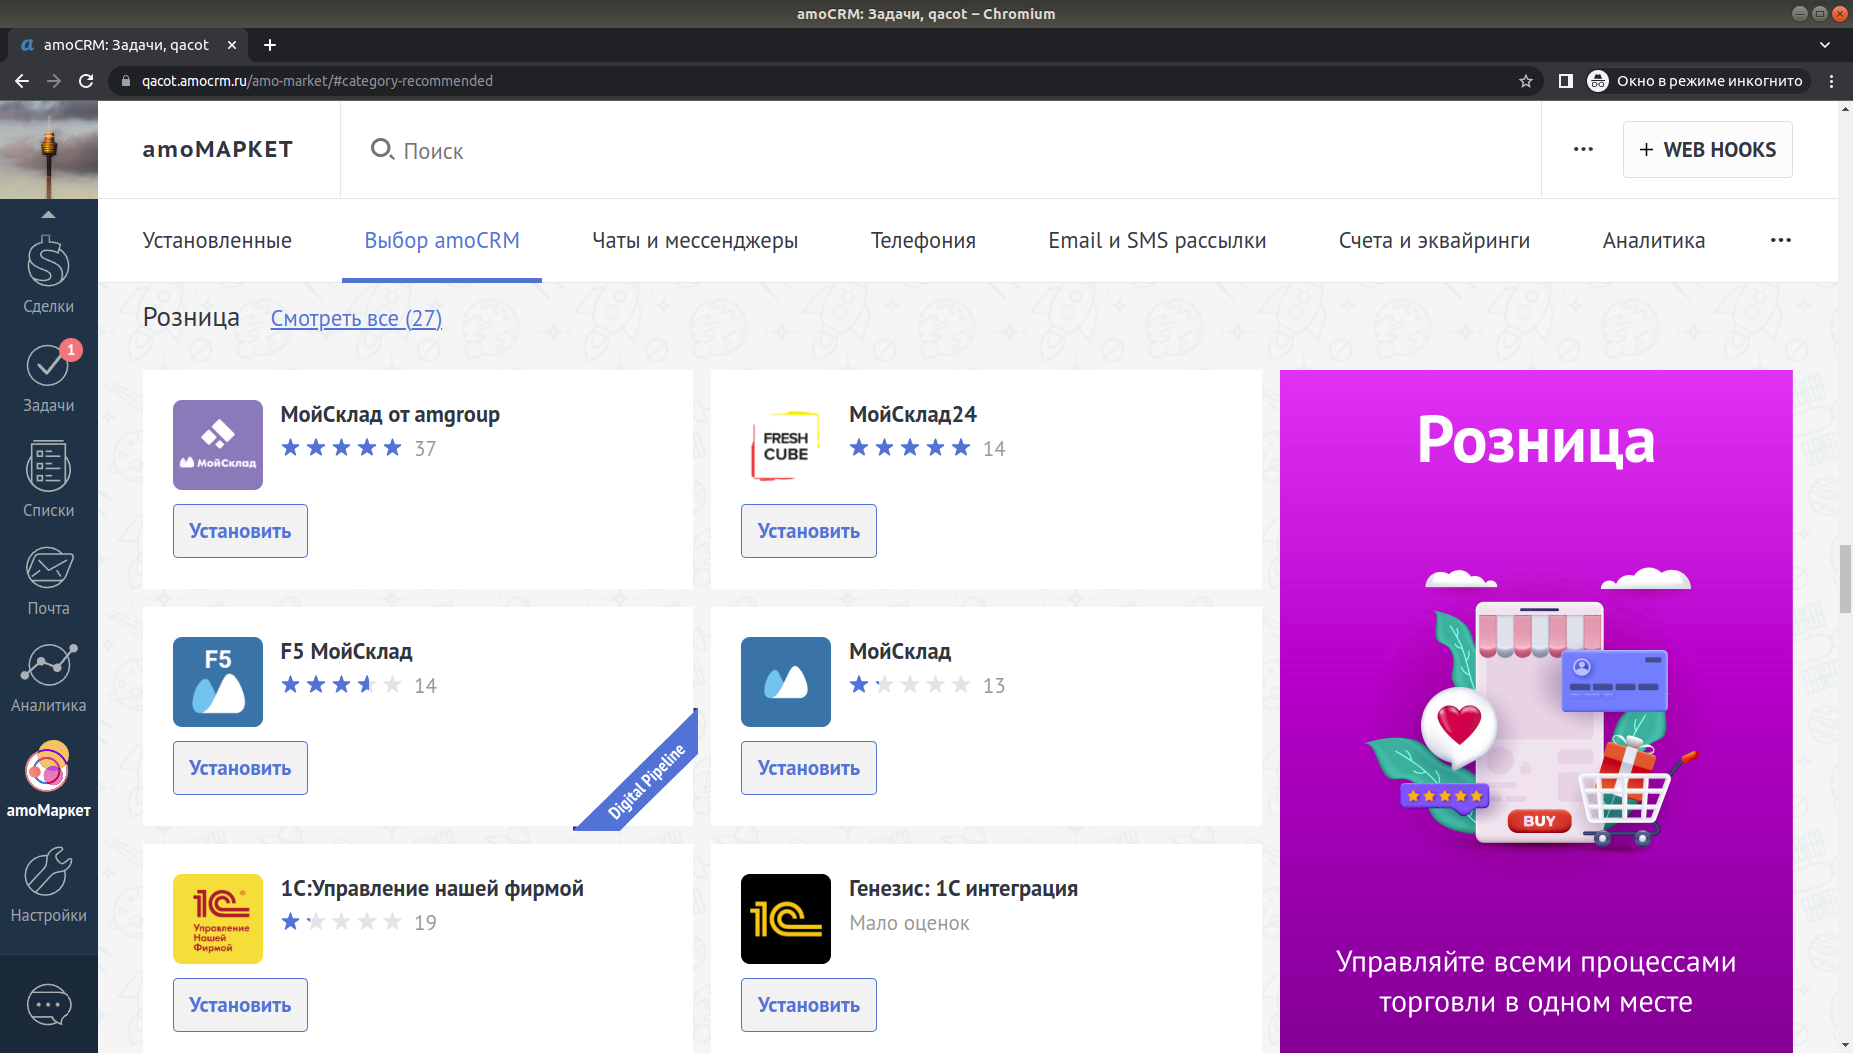 amoCRM: Задачи, qacot – Chromium
amoCRM: Задачи, qacot
qacot.amocrm.ru/amo-market/#category-recommended
Окно в режиме инкогнито
amoМАРКЕТ
Поиск
WEB HOOKS
Установленные
Выбор amoCRM
Чаты и мессенджеры
Телефония
Email и SMS рассылки
Счета и эквайринги
Аналитика
Сделки
1
Задачи
Списки
Почта
Аналитика
amoМаркет
Настройки
Розница
Смотреть все (27)
МойСклад
МойСклад от amgroup
37
Установить
FRESH
CUBE
МойСклад24
14
Установить
F5
F5 МойСклад
14
Установить
Digital Pipeline
МойСклад
13
Установить
1С
Управление
Нашей
Фирмой
1С:Управление нашей фирмой
19
Установить
1С
Генезис: 1С интеграция
Мало оценок
Установить
Розница
BUY
Управляйте всеми процессами
торговли в одном месте